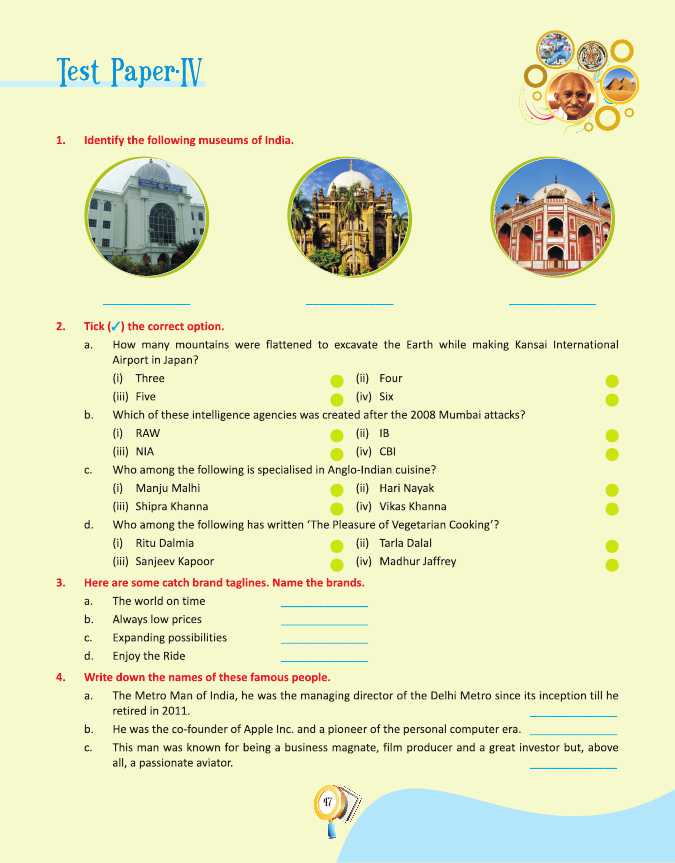 Test Paper-IV
1. Identify the following museums of India.
2. Tick (✓) the correct option.
a. How many mountains were flattened to excavate the Earth while making Kansai International
Airport in Japan?
(i) Three (ii) Four
(iii) Five (iv) Six
b. Which of these intelligence agencies was created after the 2008 Mumbai attacks?
(i) RAW (ii) IB
(iii) NIA (iv) CBI
c. Who among the following is specialised in Anglo-Indian cuisine?
(i) Manju Malhi (ii) Hari Nayak
(iii) Shipra Khanna (iv) Vikas Khanna
d. Who among the following has written ‘The Pleasure of Vegetarian Cooking’?
(i) Ritu Dalmia (ii) Tarla Dalal
(iii) Sanjeev Kapoor (iv) Madhur Jaffrey
3. Here are some catch brand taglines. Name the brands.
a. The world on time
b. Always low prices
c. Expanding possibilities
d. Enjoy the Ride
4. Write down the names of these famous people.
a. The Metro Man of India, he was the managing director of the Delhi Metro since its inception till he
retired in 2011.
b. He was the co-founder of Apple Inc. and a pioneer of the personal computer era.
c. This man was known for being a business magnate, film producer and a great investor but, above
all, a passionate aviator.
47